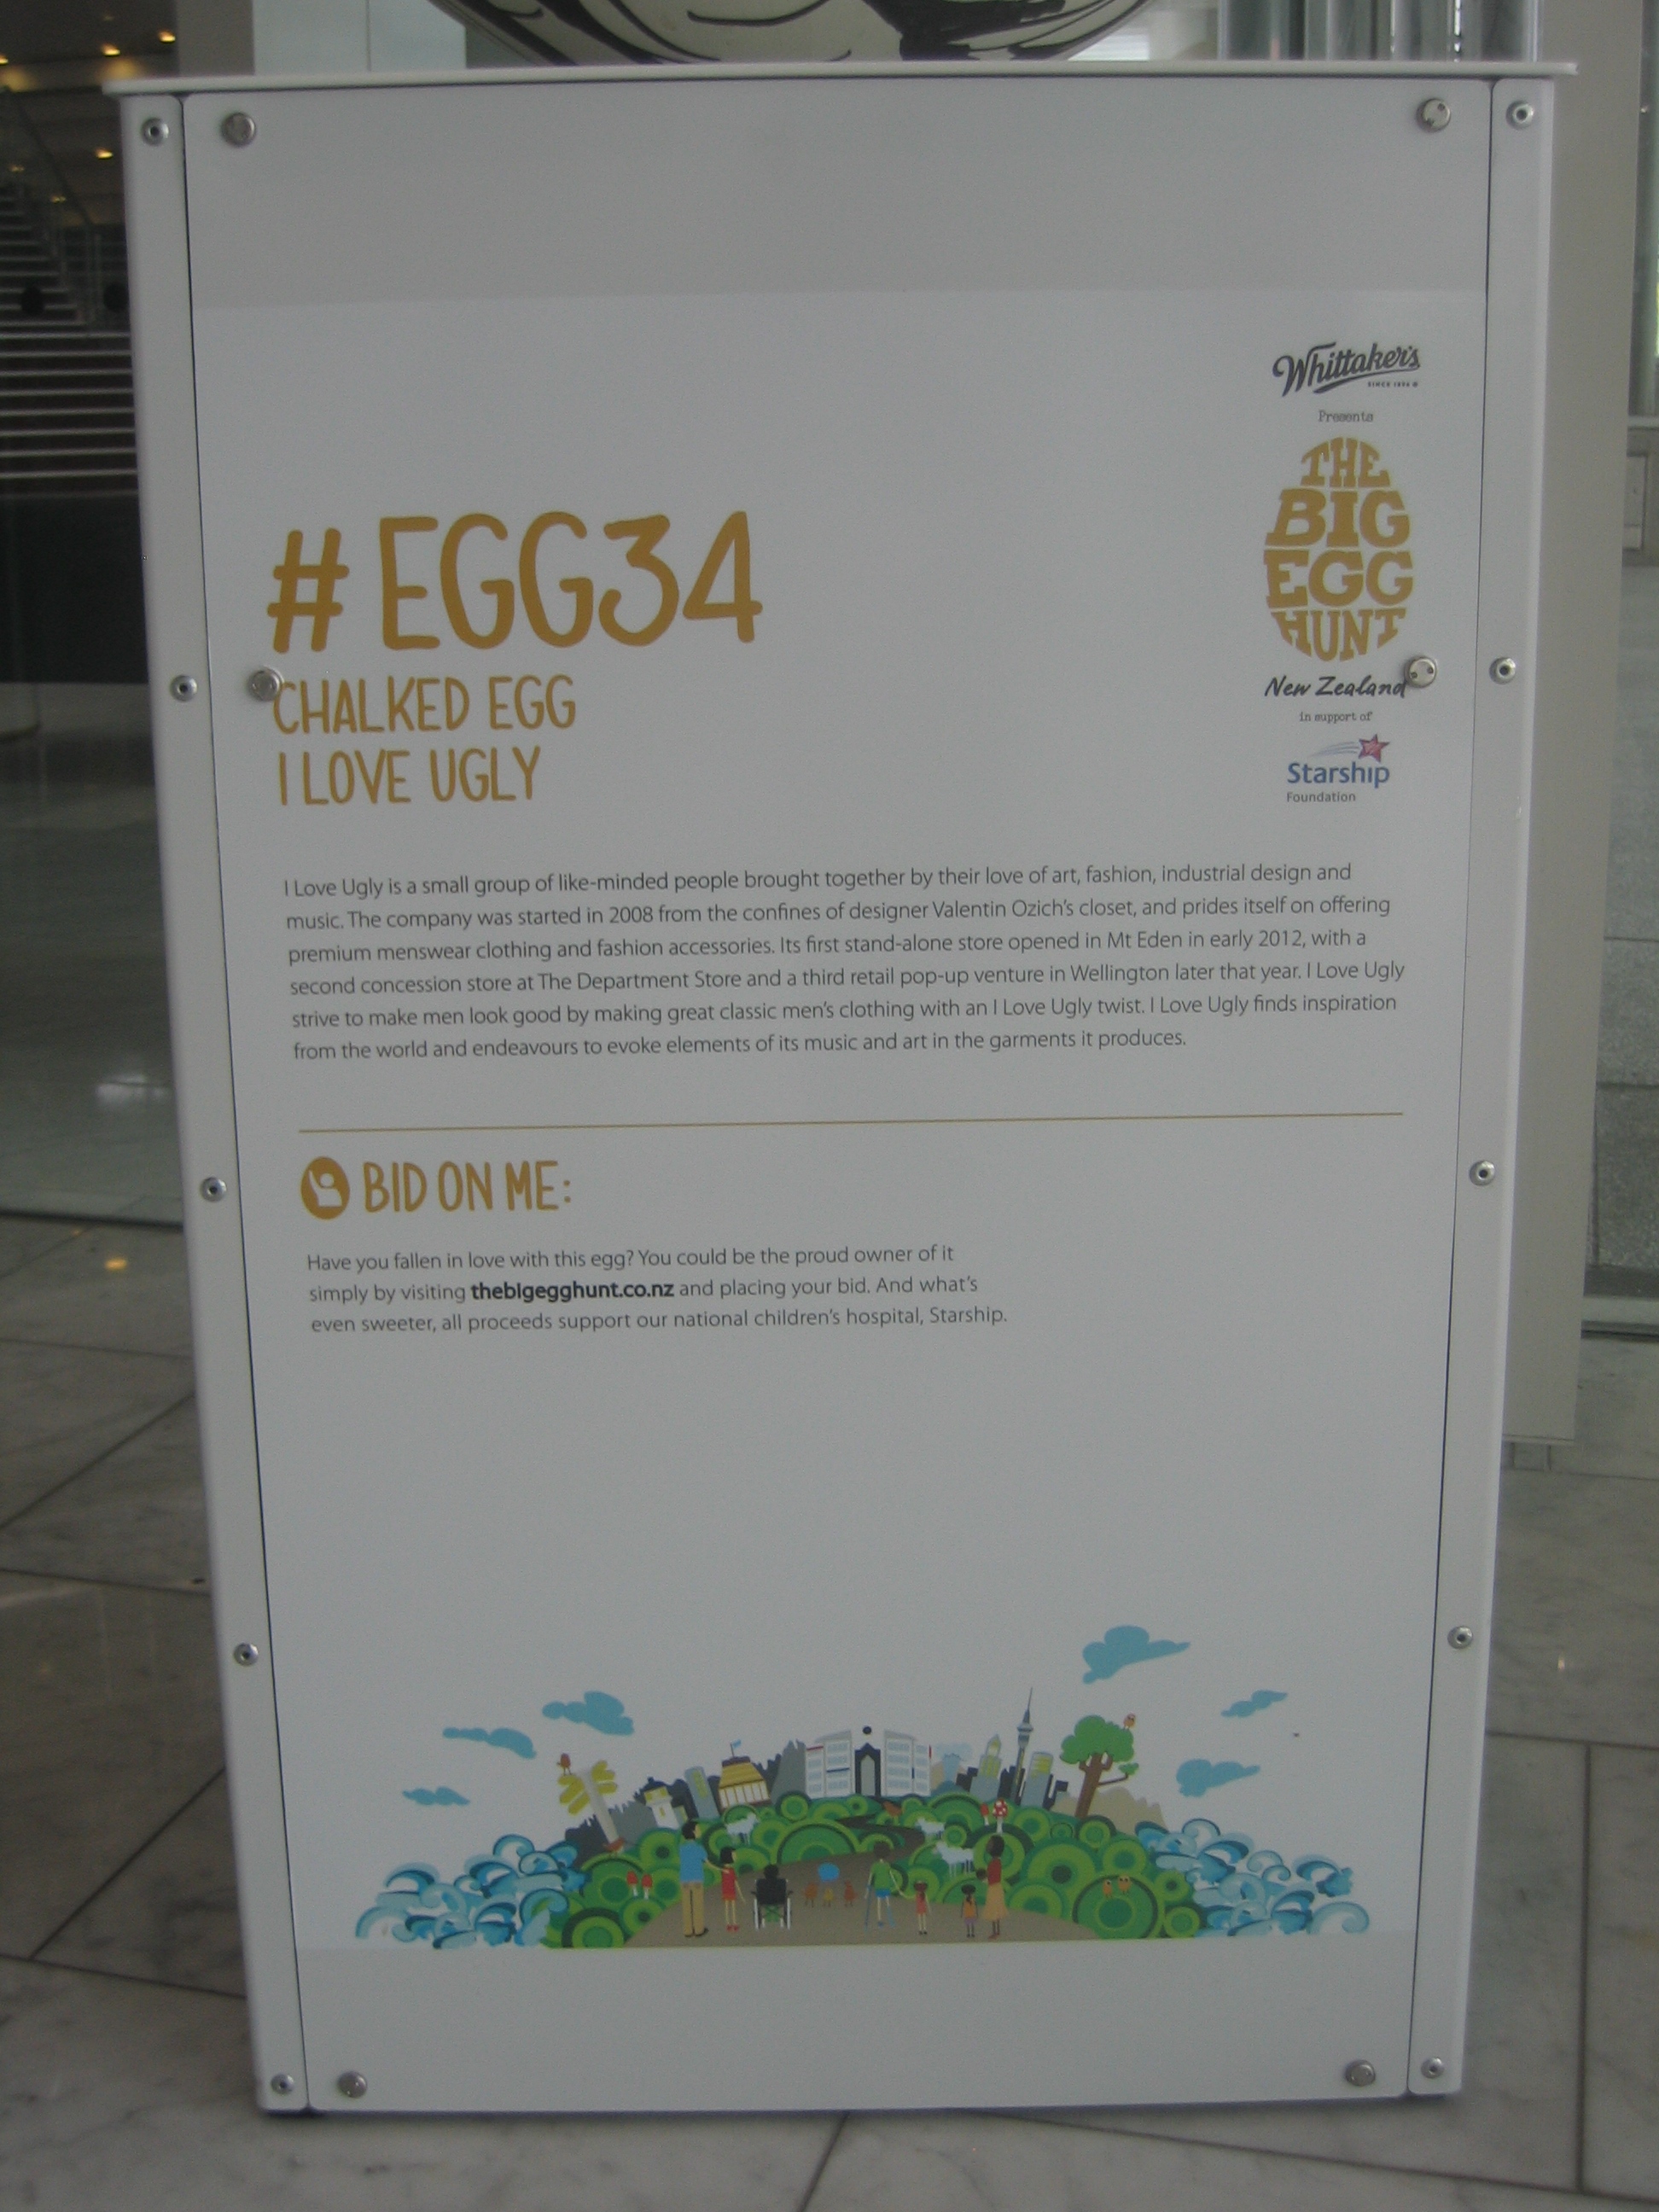 Whittaker's
SINCE 1896
Presents
THE
BIG
EGG
HUNT
New Zealand
in support of
Starship
Foundation
#EGG34
CHALKED EGG
I LOVE UGLY
I Love Ugly is a small group of like-minded people brought together by their love of art, fashion, industrial design and
music. The company was started in 2008 from the confines of designer Valentin Ozich's closet, and prides itself on offering
premium menswear clothing and fashion accessories. Its first stand-alone store opened in Mt Eden in early 2012, with a
second concession store at The Department Store and a third retail pop-up venture in Wellington later that year. I Love Ugly
strive to make men look good by making great classic men's clothing with an I Love Ugly twist. I Love Ugly finds inspiration
from the world and endeavours to evoke elements of its music and art in the garments it produces.
BID ON ME:
Have you fallen in love with this egg? You could be the proud owner of it
simply by visiting thebigegghunt.co.nz and placing your bid. And what's
even sweeter, all proceeds support our national children's hospital, Starship.